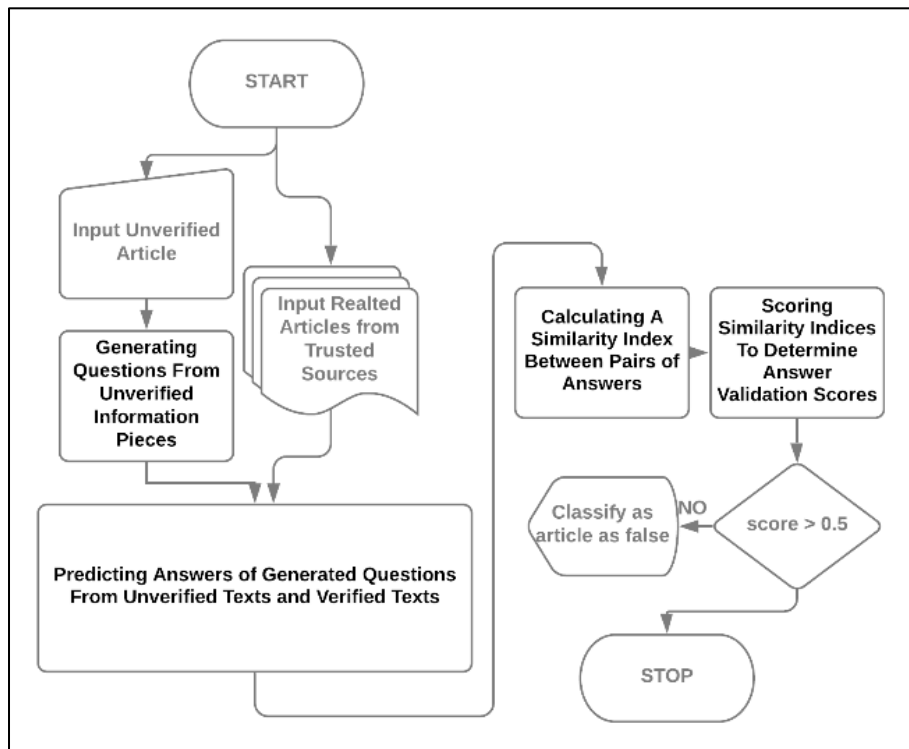 START
Input Unverified
Article
Input Realted
Articles from
Trusted
Sources
Generating
Questions From
Unverified
Information
Pieces
Predicting Answers of Generated Questions
From Unverified Texts and Verified Texts
Calculating A
Similarity Index
Between Pairs of
Answers
Scoring
Similarity Indices
To Determine
Answer
Validation Scores
score > 0.5
NO
Classify as
article as false
STOP